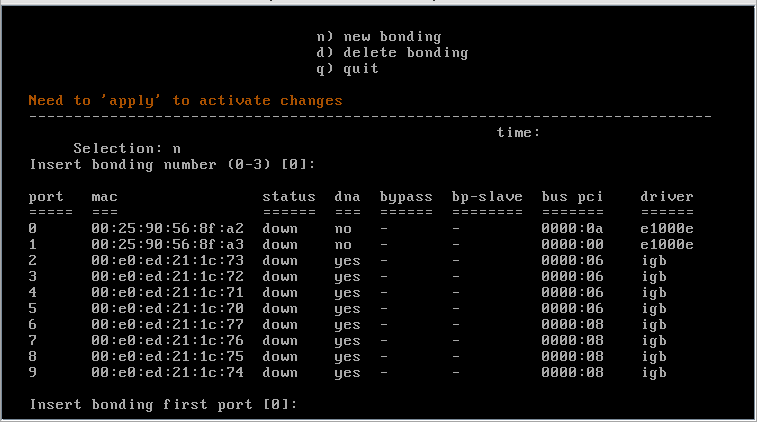 n) new bonding
d) delete bonding
q) quit
Need to 'apply' to activate changes
--------------------------------------------------------------------------------
time:
Selection: n
Insert bonding number (0-3) [0]:
port mac status dna bypass bp-slave bus pci driver
===== === ====== === ====== ======== ======= ======
0 00:25:90:56:8f:a2 down no - - 0000:0a e1000e
1 00:25:90:56:8f:a3 down no - - 0000:00 e1000e
2 00:e0:ed:21:1c:73 down yes - - 0000:06 igb
3 00:e0:ed:21:1c:72 down yes - - 0000:06 igb
4 00:e0:ed:21:1c:71 down yes - - 0000:06 igb
5 00:e0:ed:21:1c:70 down yes - - 0000:06 igb
6 00:e0:ed:21:1c:77 down yes - - 0000:08 igb
7 00:e0:ed:21:1c:76 down yes - - 0000:08 igb
8 00:e0:ed:21:1c:75 down yes - - 0000:08 igb
9 00:e0:ed:21:1c:74 down yes - - 0000:08 igb
Insert bonding first port [0]: